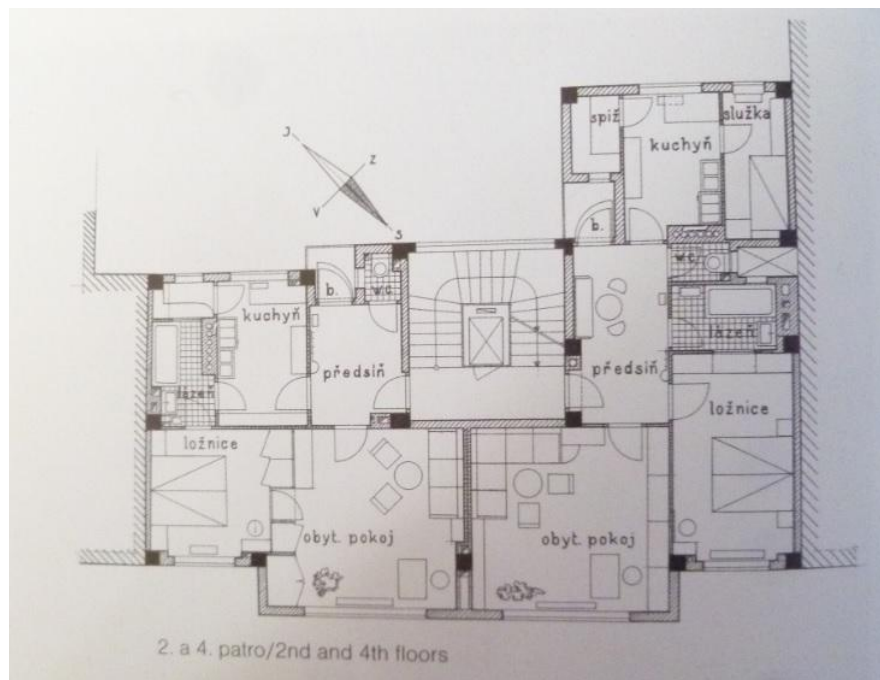 spíž
služka
kuchyň
J
Z
V
S
b.
wc
b.
wc
kuchyň
lázeň
předsíň
předsíň
lázeň
ložnice
ložnice
obyt. pokoj
obyt. pokoj
2. a 4. patro/2nd and 4th floors